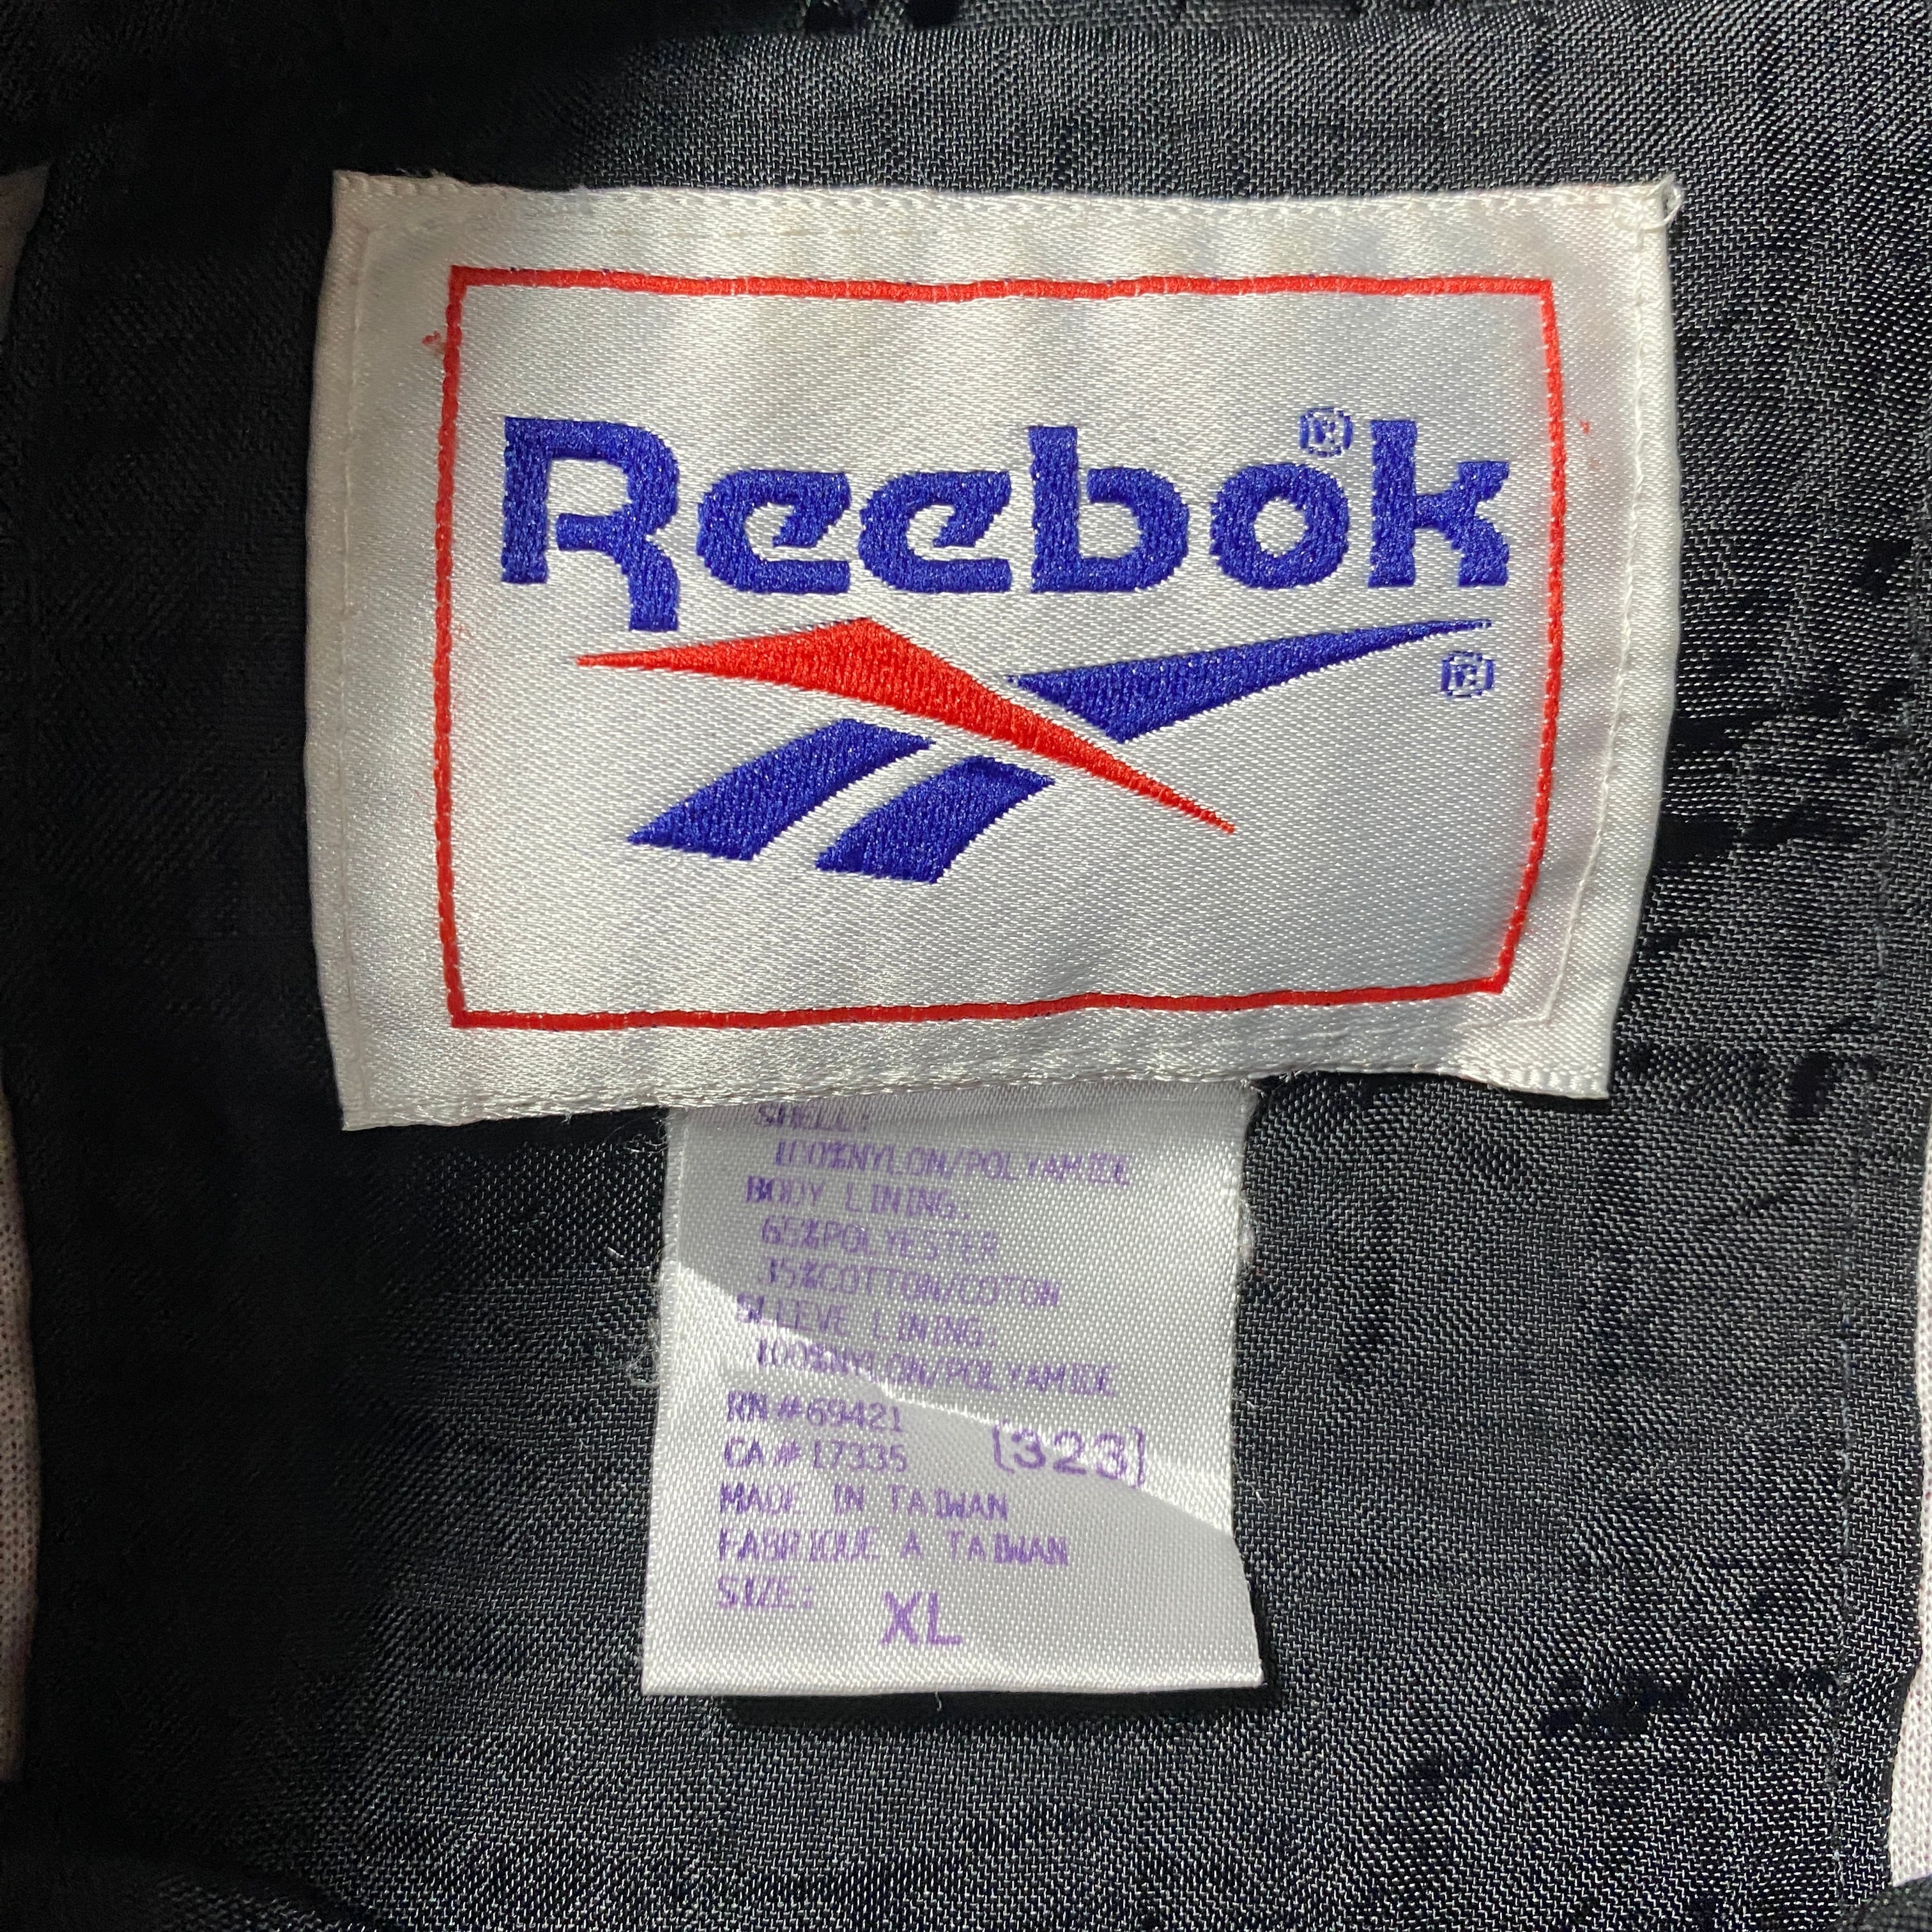 Reebok®
®
SHELL:
100%NYLON/POLYAMIDE
BODY LINING:
65%POLYESTER
35%COTTON/COTON
SLEEVE LINING:
100%NYLON/POLYAMIDE
RN#69421
CA#17335 [323]
MADE IN TAIWAN
FABRIQUE A TAIWAN
SIZE: XL